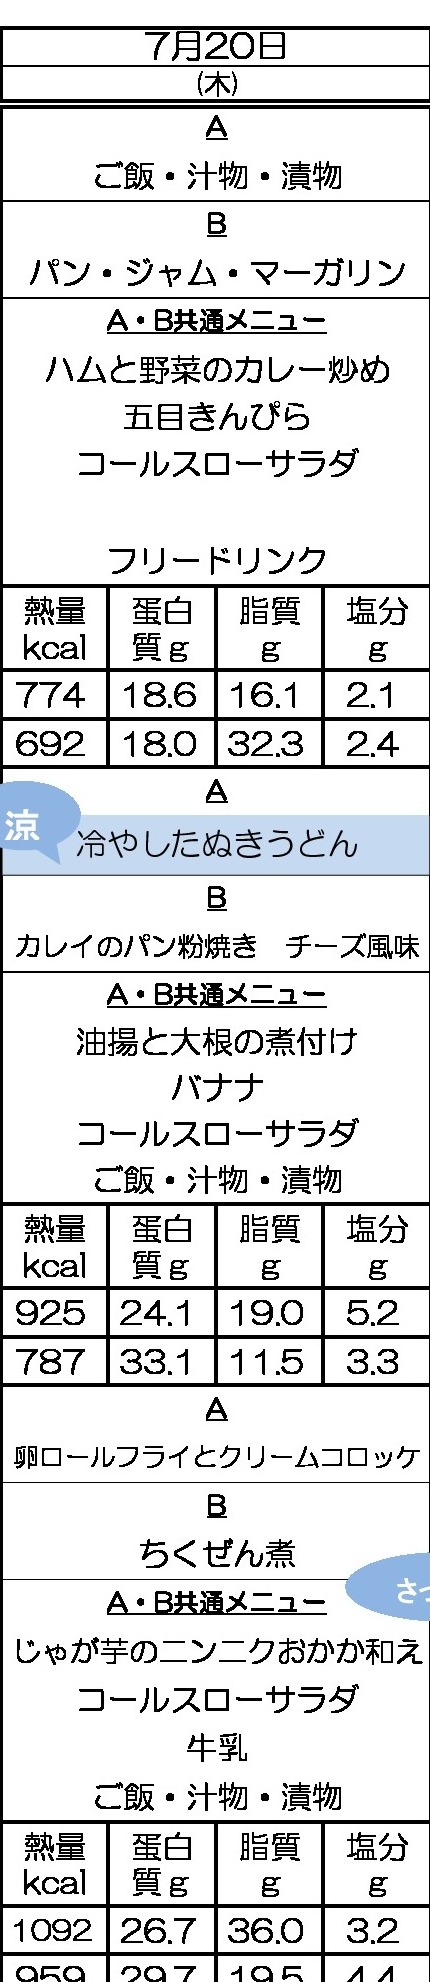 7月20日
(木)
A
ご飯・汁物・漬物
B
パン・ジャム・マーガリン
A・B共通メニュー
ハムと野菜のカレー炒め
五目きんぴら
コールスローサラダ
フリードリンク
熱量 蛋白 脂質 塩分
kcal 質g g g
774 18.6 16.1 2.1
692 18.0 32.3 2.4
A
涼
冷やしたぬきうどん
B
カレイのパン粉焼き　チーズ風味
A・B共通メニュー
油揚と大根の煮付け
バナナ
コールスローサラダ
ご飯・汁物・漬物
熱量 蛋白 脂質 塩分
kcal 質g g g
925 24.1 19.0 5.2
787 33.1 11.5 3.3
A
卵ロールフライとクリームコロッケ
B
ちくぜん煮
さっ
A・B共通メニュー
じゃが芋のニンニクおかか和え
コールスローサラダ
牛乳
ご飯・汁物・漬物
熱量 蛋白 脂質 塩分
kcal 質g g g
1092 26.7 36.0 3.2
959 29.7 19.5 4.4